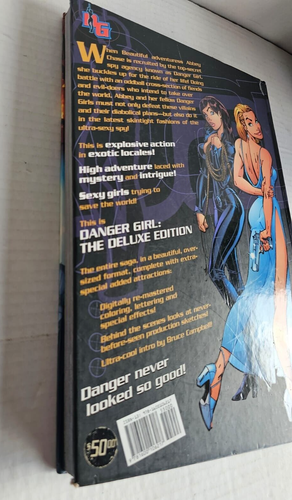 When Beautiful adventuress Abbey
Chase is recruited by the top-secret
spy agency known as Danger Girl,
she buckles up for the ride of her life! Doing
battle with an oddball cross-section of fiends
and evil-doers who intend to take over
the world, Abbey and her fellow Danger
Girls must not only defeat these villains
and their diabolical plans—but also do it
in the latest skintight fashions of the
ultra-sexy spy!
This is explosive action
in exotic locales!
High adventure laced with
mystery and intrigue!
Sexy girls trying to
save the world!
This is
DANGER GIRL:
THE DELUXE EDITION
The entire saga, in a beautiful, over-
sized format, complete with extra-
special added attractions:
Digitally re-mastered
coloring, lettering and
special effects!
Behind the scenes looks at never-
before-seen production sketches!
Ultra-cool intro by Bruce Campbell!
Danger never
looked so good!
$50.00